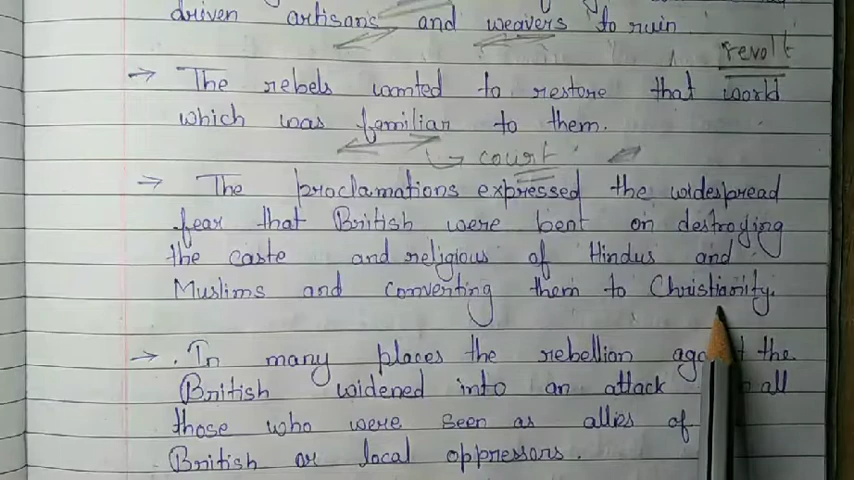 driven artisans and weavers to ruin
revolt
→ The rebels wanted to restore that world
which was familiar to them.
↳ court
→ The proclamations expressed the widespread
fear that British were bent on destroying
the caste and religious of Hindus and
Muslims and converting them to Christianity.
→ . In many places the rebellion the
British widened into an attack all
those who were seen as allies of
British or local oppressors.